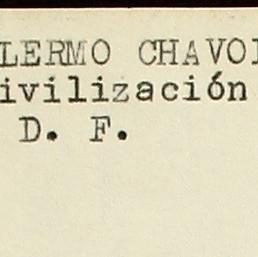 LERMO CHAVO
ivilización
D. F.